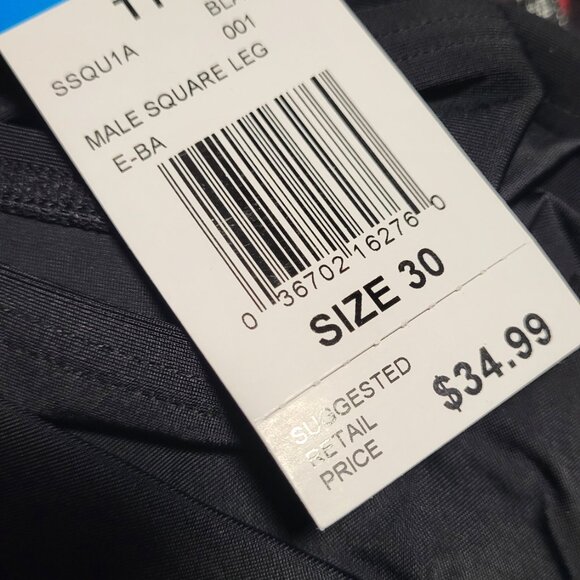 SSQU1A
001
MALE SQUARE LEG
E-BA
0 36702 16276 0
SIZE 30
SUGGESTED
RETAIL
PRICE
$34.99